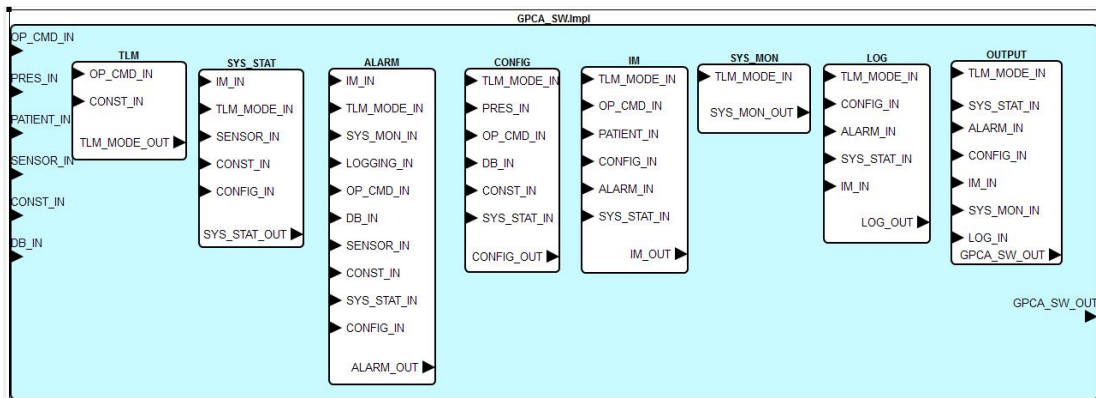 GPCA_SW.Impl
OP_CMD_IN
PRES_IN
PATIENT_IN
SENSOR_IN
CONST_IN
DB_IN
TLM
OP_CMD_IN
CONST_IN
TLM_MODE_OUT
SYS_STAT
IM_IN
TLM_MODE_IN
SENSOR_IN
CONST_IN
CONFIG_IN
SYS_STAT_OUT
ALARM
IM_IN
TLM_MODE_IN
SYS_MON_IN
LOGGING_IN
OP_CMD_IN
DB_IN
SENSOR_IN
CONST_IN
SYS_STAT_IN
CONFIG_IN
ALARM_OUT
CONFIG
TLM_MODE_IN
PRES_IN
OP_CMD_IN
DB_IN
CONST_IN
SYS_STAT_IN
CONFIG_OUT
IM
TLM_MODE_IN
OP_CMD_IN
PATIENT_IN
CONFIG_IN
ALARM_IN
SYS_STAT_IN
IM_OUT
SYS_MON
TLM_MODE_IN
SYS_MON_OUT
LOG
TLM_MODE_IN
CONFIG_IN
ALARM_IN
SYS_STAT_IN
IM_IN
LOG_OUT
OUTPUT
TLM_MODE_IN
SYS_STAT_IN
ALARM_IN
CONFIG_IN
IM_IN
SYS_MON_IN
LOG_IN
GPCA_SW_OUT
GPCA_SW_OUT